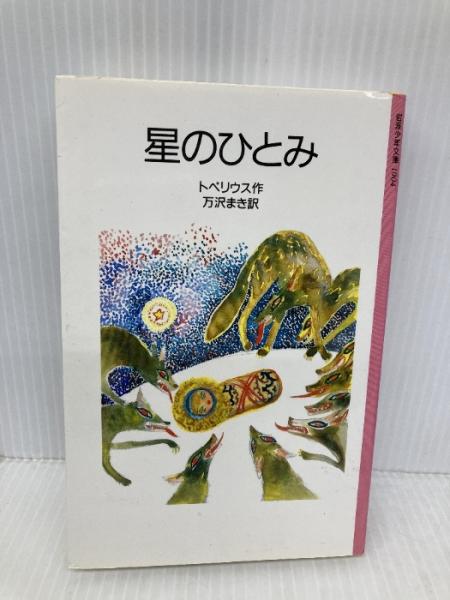 星のひとみ
トペリウス作
万沢まき訳
岩波少年文庫 1004